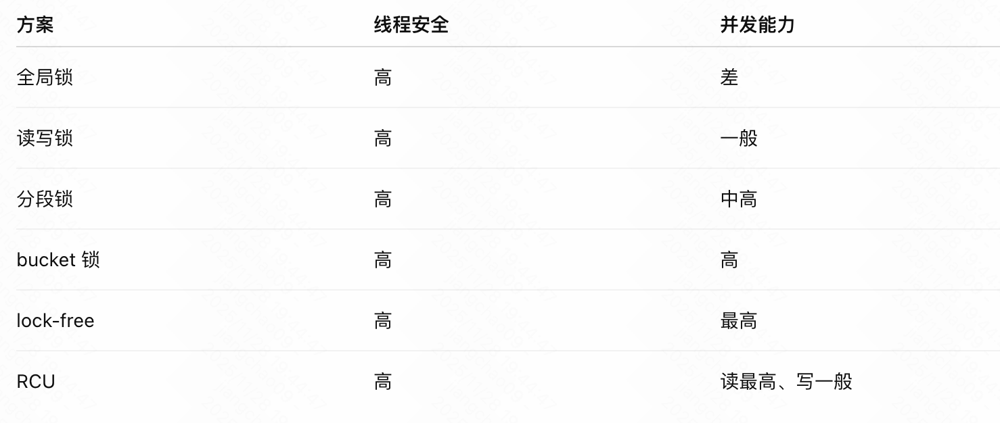 方案 线程安全 并发能力
全局锁 高 差
读写锁 高 一般
分段锁 高 中高
bucket 锁 高 高
lock-free 高 最高
RCU 高 读最高、写一般